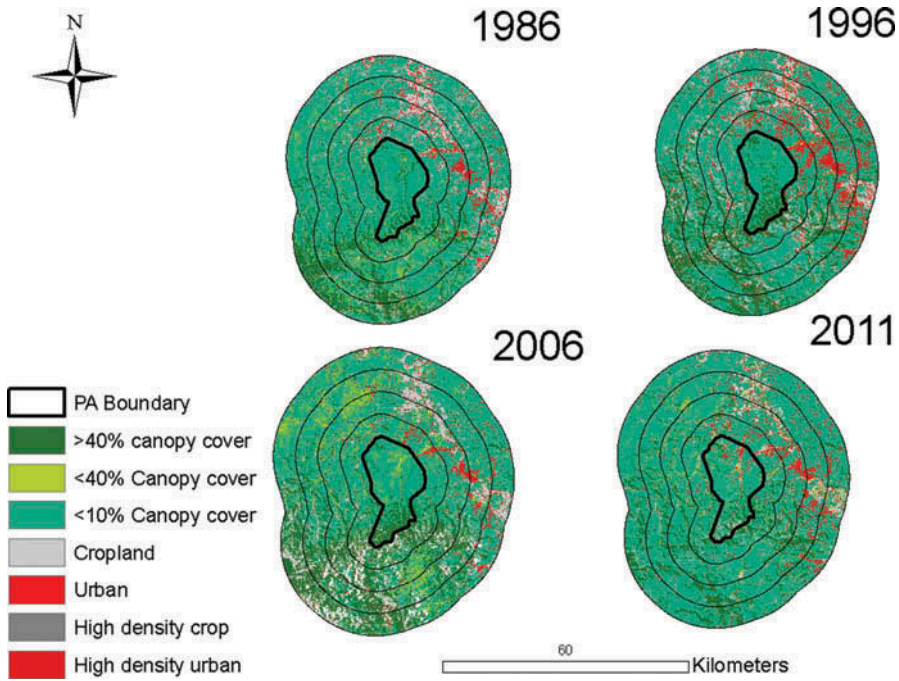 N
1986
1996
2006
2011
PA Boundary
>40% canopy cover
<40% Canopy cover
<10% Canopy cover
Cropland
Urban
High density crop
High density urban
60
Kilometers